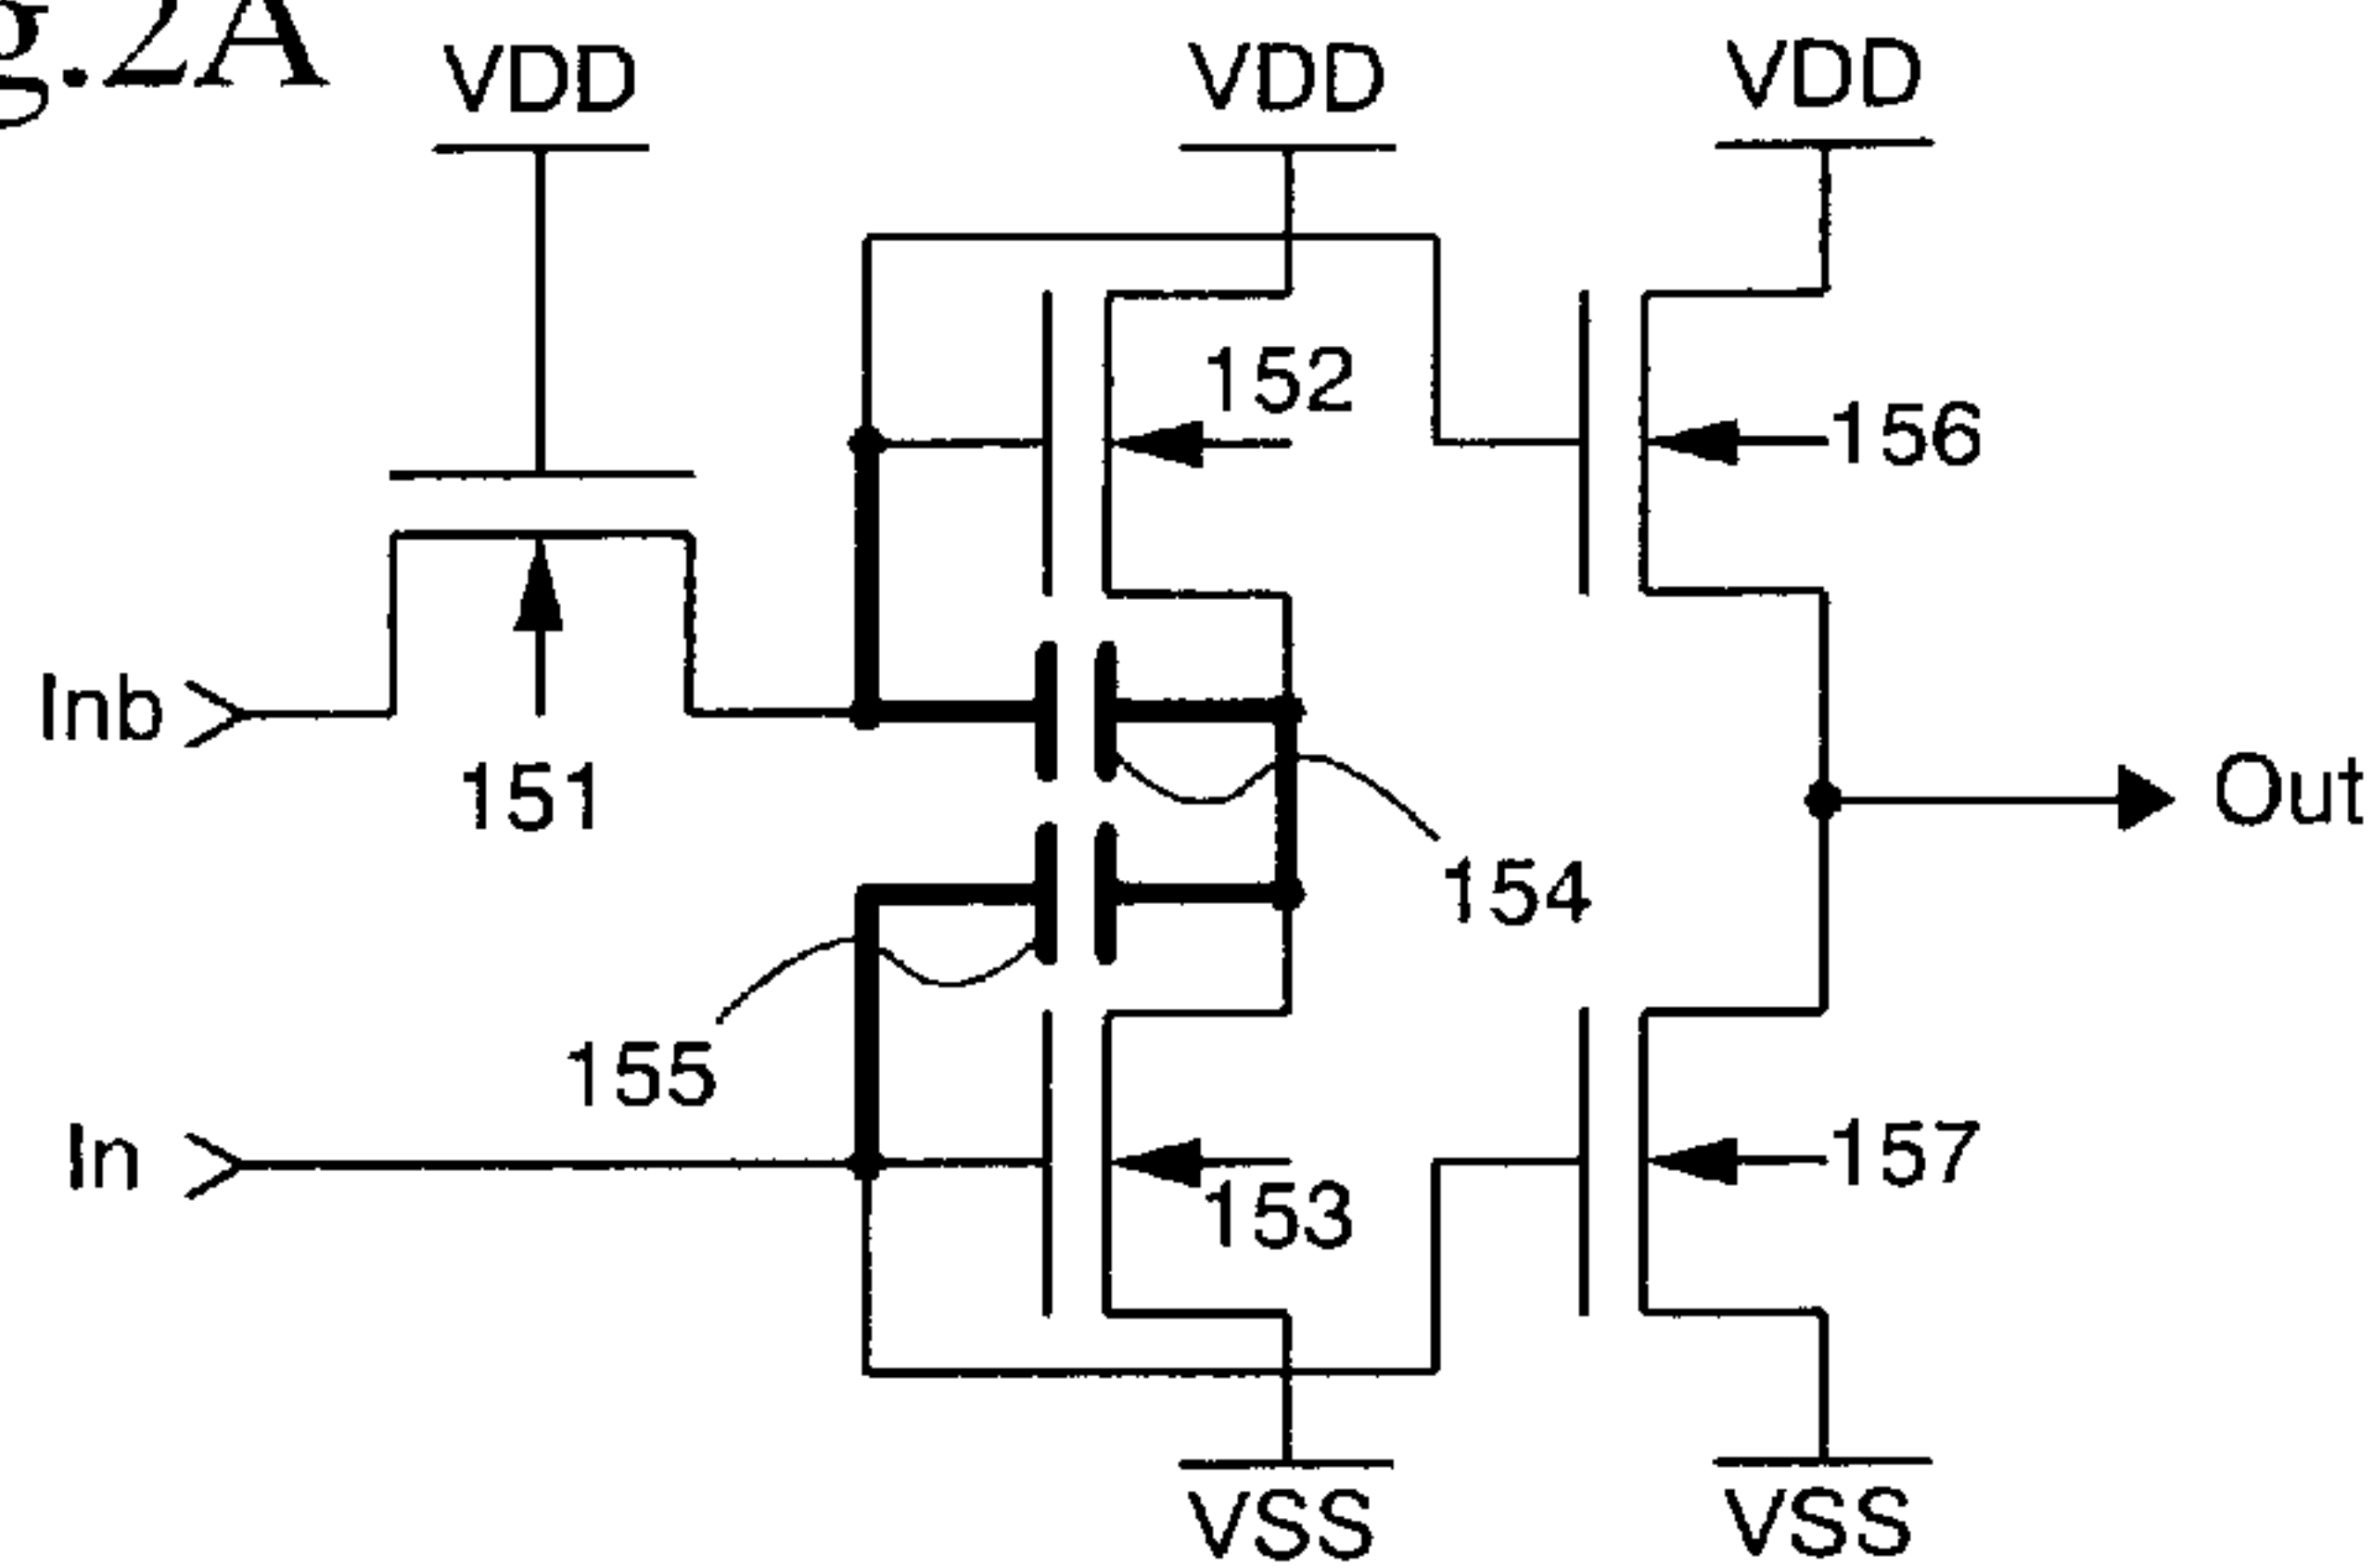 g.2A
VDD VDD VDD
152
156
Inb
151
Out
154
155
In
157
153
VSS VSS